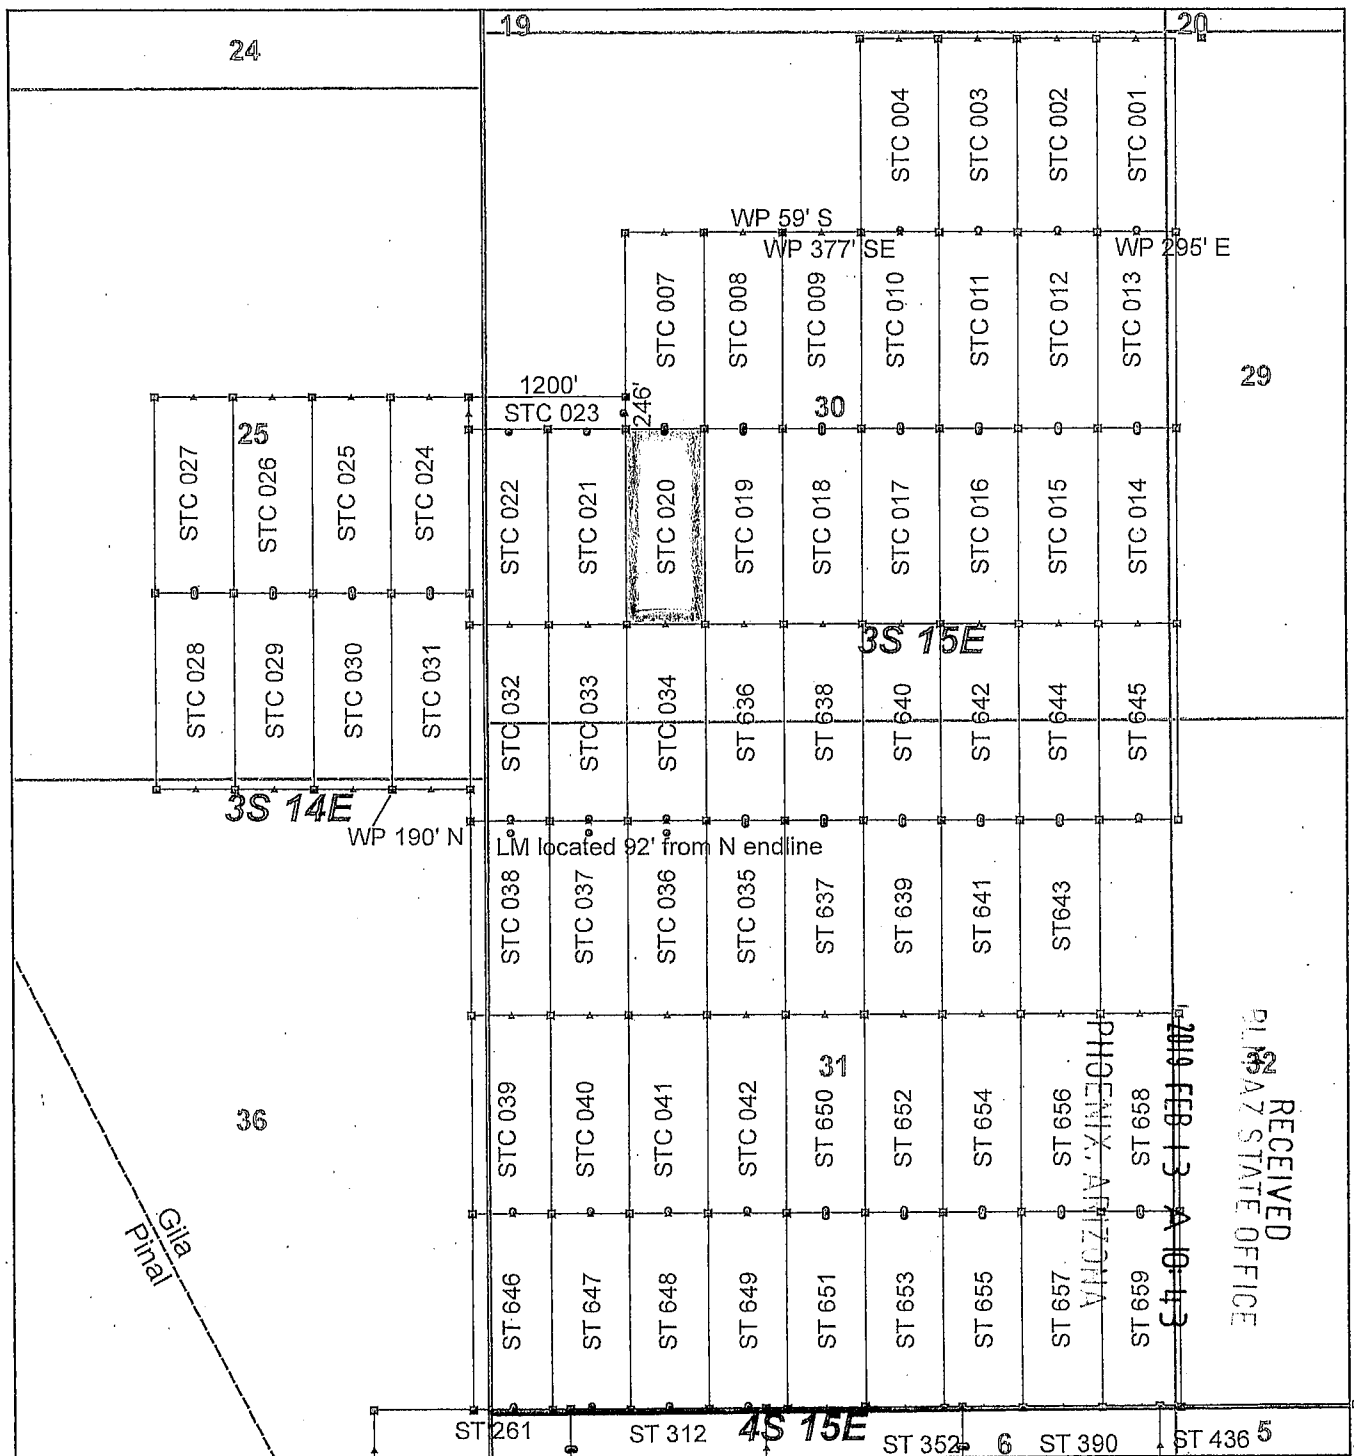 19
20
24
STC 004
STC 003
STC 002
STC 001
WP 59' S
WP 377' SE
WP 295' E
STC 007
STC 008
STC 009
STC 010
STC 011
STC 012
STC 013
29
1200'
246'
STC 023
30
25
STC 027
STC 026
STC 025
STC 024
STC 022
STC 021
STC 020
STC 019
STC 018
STC 017
STC 016
STC 015
STC 014
3S 15E
STC 028
STC 029
STC 030
STC 031
STC 032
STC 033
STC 034
ST 636
ST 638
ST 640
ST 642
ST 644
ST 645
3S 14E
WP 190' N
LM located 92' from N endline
STC 038
STC 037
STC 036
STC 035
ST 637
ST 639
ST 641
ST643
31
32
36
STC 039
STC 040
STC 041
STC 042
ST 650
ST 652
ST 654
ST 656
ST 658
RECEIVED
AZ STATE OFFICE
2019 FEB 13 A 10:43
PHOENIX, ARIZONA
Gila
Pinal
ST 646
ST 647
ST 648
ST 649
ST 651
ST 653
ST 655
ST 657
ST 659
ST 261
ST 312
4S 15E
ST 352
6
ST 390
ST 436
5